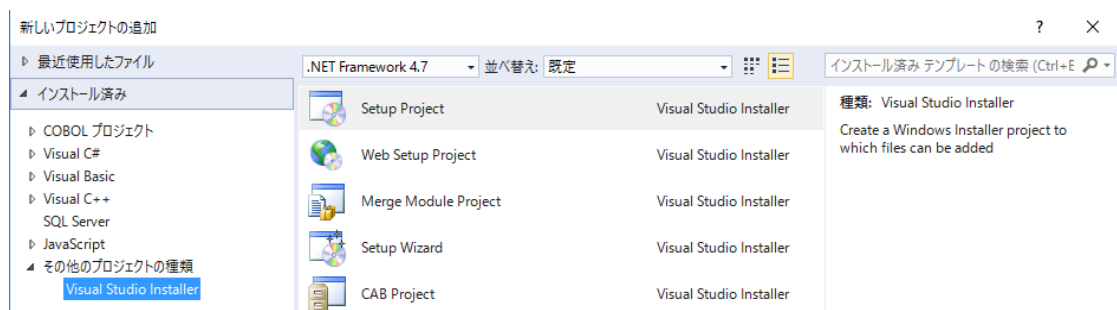 新しいプロジェクトの追加
? ×
▷ 最近使用したファイル
.NET Framework 4.7 並べ替え: 既定
インストール済み テンプレート の検索 (Ctrl+E
インストール済み
▷ COBOL プロジェクト
▷ Visual C#
▷ Visual Basic
▷ Visual C++
SQL Server
▷ JavaScript
その他のプロジェクトの種類
Visual Studio Installer
Setup Project Visual Studio Installer
Web Setup Project Visual Studio Installer
Merge Module Project Visual Studio Installer
Setup Wizard Visual Studio Installer
CAB Project Visual Studio Installer
種類: Visual Studio Installer
Create a Windows Installer project to
which files can be added